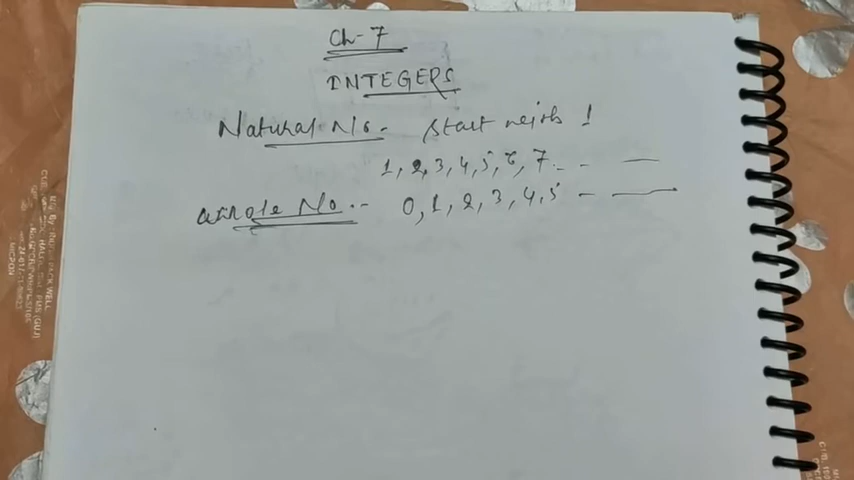 Ch-7
INTEGERS
Natural No. - Start with 1
1, 2, 3, 4, 5, 6, 7 - - —
whole No. - 0, 1, 2, 3, 4, 5 - —